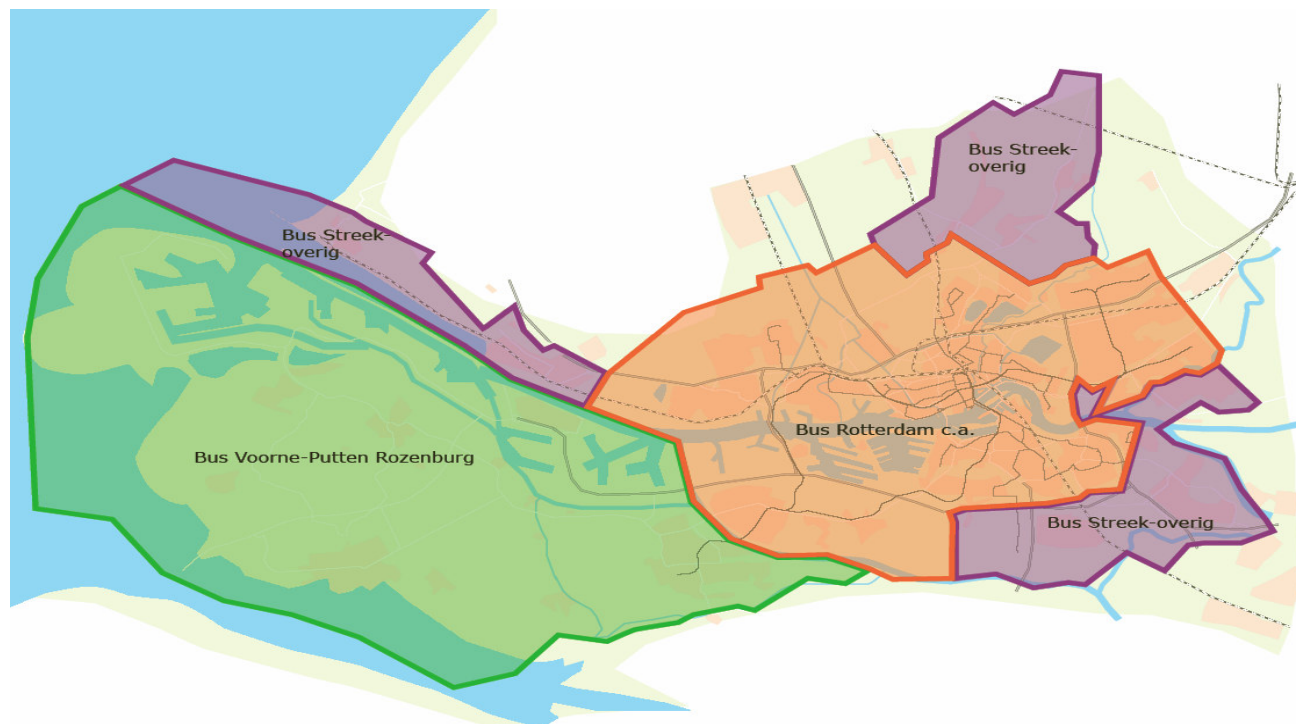 Bus Streek-
overig
Bus Streek-
overig
Bus Rotterdam c.a.
Bus Voorne-Putten Rozenburg
Bus Streek-overig